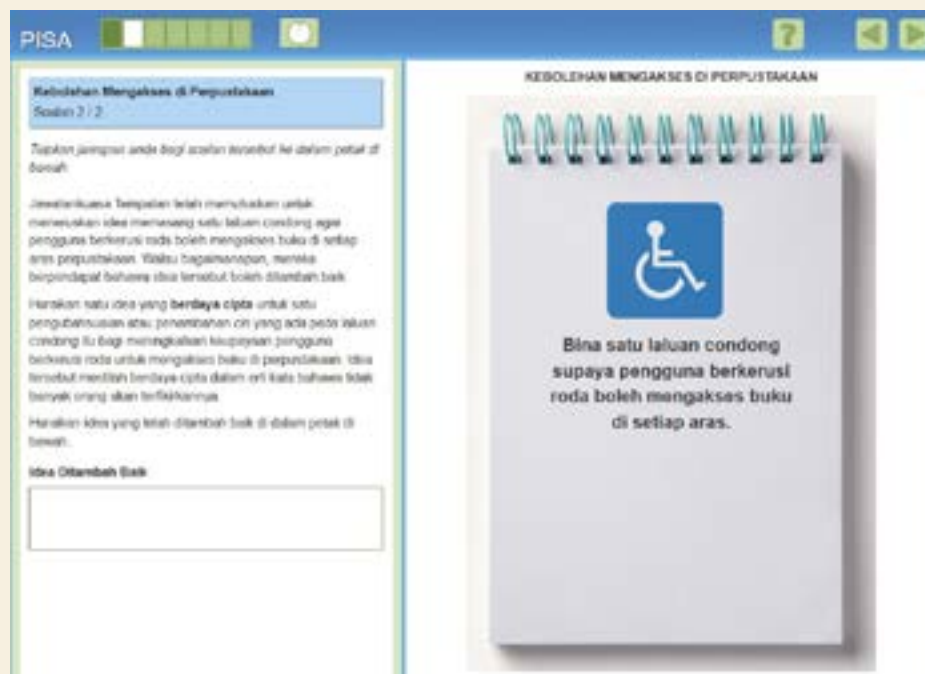 PISA
?
Kebolehan Mengakses di Perpustakaan
Soalan 2 / 2
Taipkan jawapan anda bagi soalan tersebut ke dalam petak di
bawah.
Jawatankuasa Tempatan telah memutuskan untuk
meneruskan idea memasang satu laluan condong agar
pengguna berkerusi roda boleh mengakses buku di setiap
aras perpustakaan. Walau bagaimanapun, mereka
berpendapat bahawa idea tersebut boleh ditambah baik.
Huraikan satu idea yang berdaya cipta untuk satu
pengubahsuaian atau penambahan ciri yang ada pada laluan
condong itu bagi meningkatkan keupayaan pengguna
berkerusi roda untuk mengakses buku di perpustakaan. Idea
tersebut mestilah berdaya cipta dalam erti kata bahawa tidak
banyak orang akan terfikirkannya.
Huraikan idea yang telah ditambah baik di dalam petak di
bawah.
Idea Ditambah Baik
KEBOLEHAN MENGAKSES DI PERPUSTAKAAN
Bina satu laluan condong
supaya pengguna berkerusi
roda boleh mengakses buku
di setiap aras.